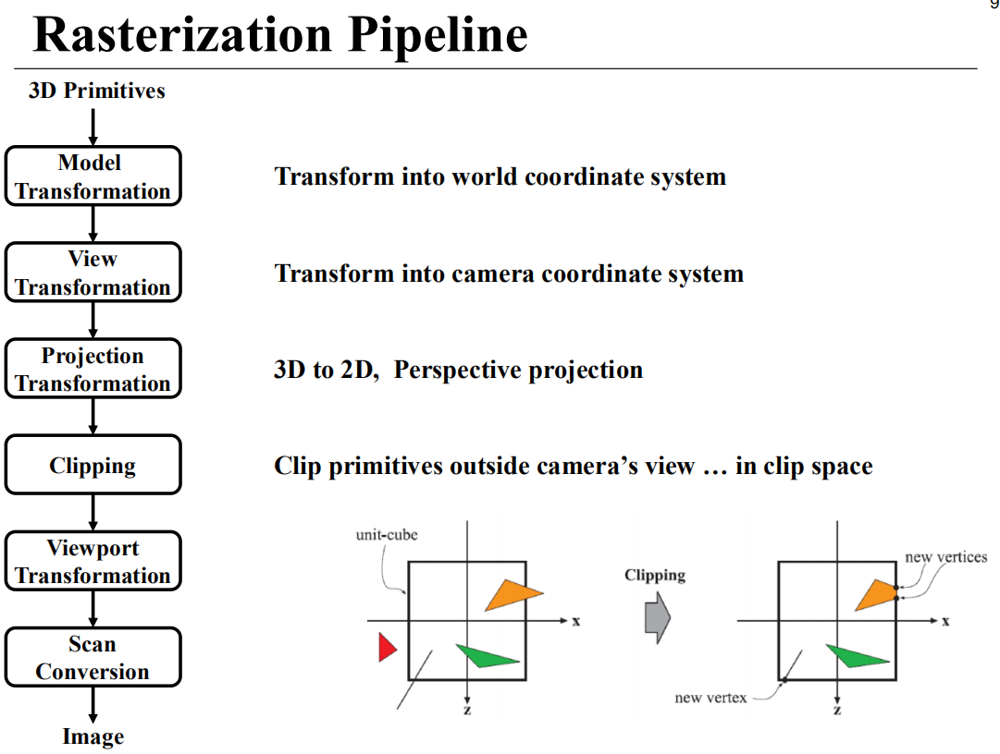 9
Rasterization Pipeline
3D Primitives
Model
Transformation
Transform into world coordinate system
View
Transformation
Transform into camera coordinate system
Projection
Transformation
3D to 2D,  Perspective projection
Clipping
Clip primitives outside camera’s view … in clip space
Viewport
Transformation
Scan
Conversion
Image
unit-cube
x
z
Clipping
new vertices
x
new vertex
z